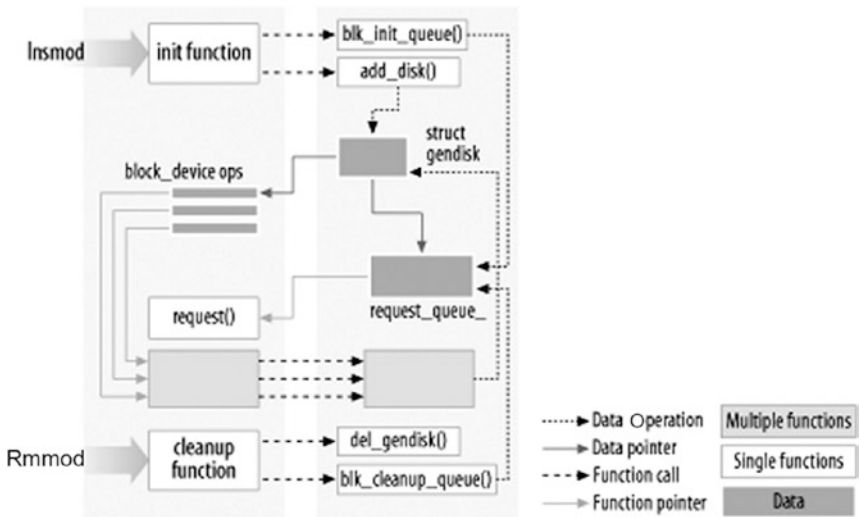 Insmod
init function
blk_init_queue()
add_disk()
struct
gendisk
block_device ops
request_queue_
request()
Rmmod
cleanup
function
del_gendisk()
blk_cleanup_queue()
Data Operation
Data pointer
Function call
Function pointer
Multiple functions
Single functions
Data